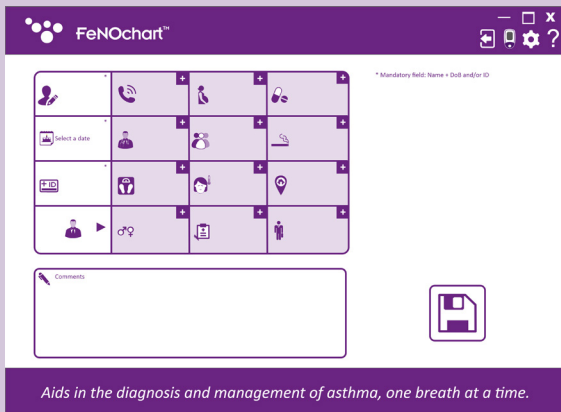 FeNOchart™
* Mandatory field: Name + DoB and/or ID
Select a date
+ ID
Comments
Aids in the diagnosis and management of asthma, one breath at a time.